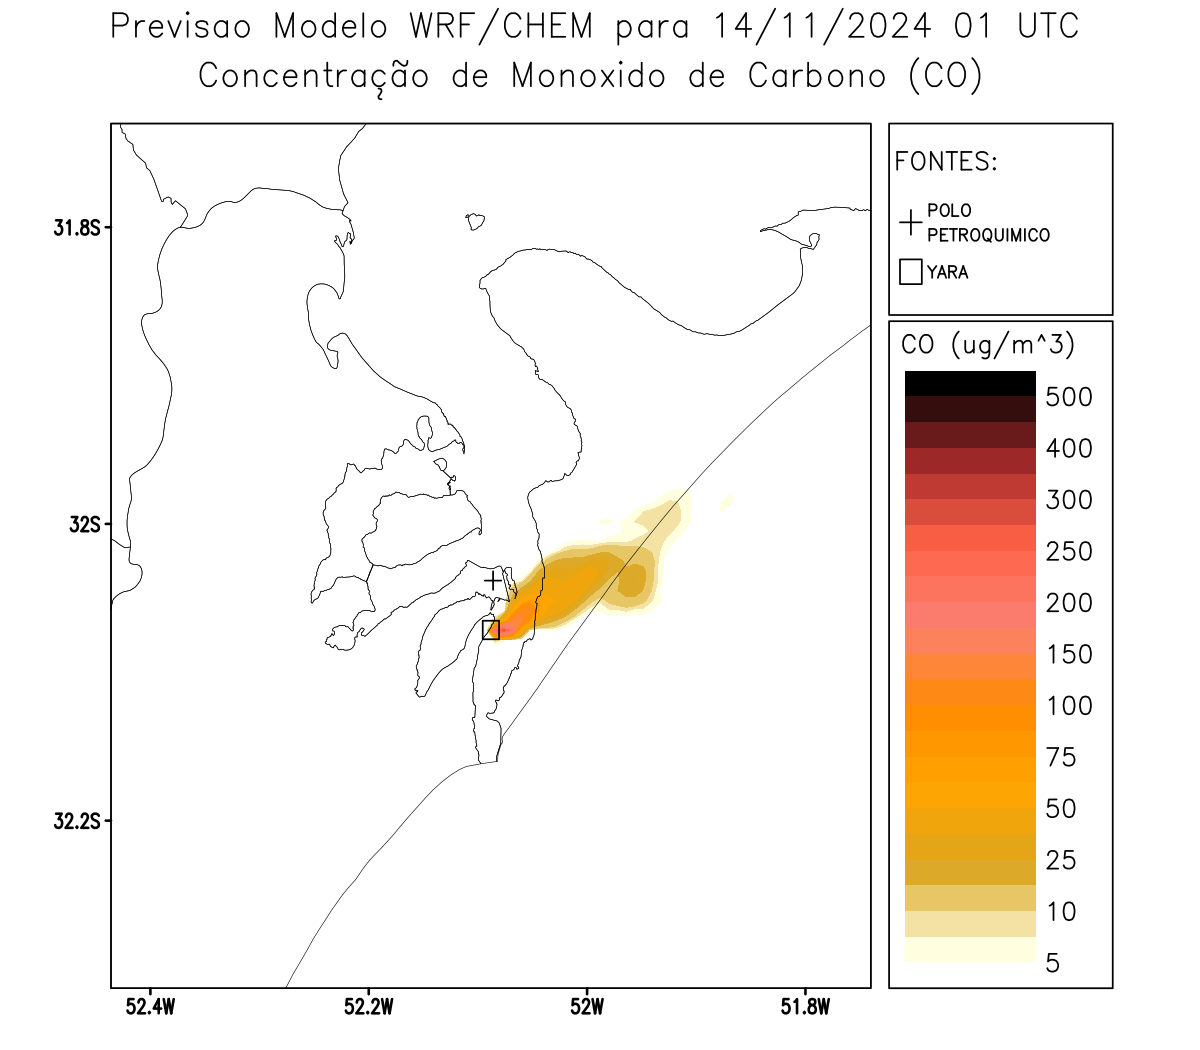 Previsao Modelo WRF/CHEM para 14/11/2024 01 UTC
Concentração de Monoxido de Carbono (CO)
FONTES:
POLO
PETROQUIMICO
YARA
CO (ug/m^3)
500
400
300
250
200
150
100
75
50
25
10
5
31.8S
32S
32.2S
52.4W
52.2W
52W
51.8W